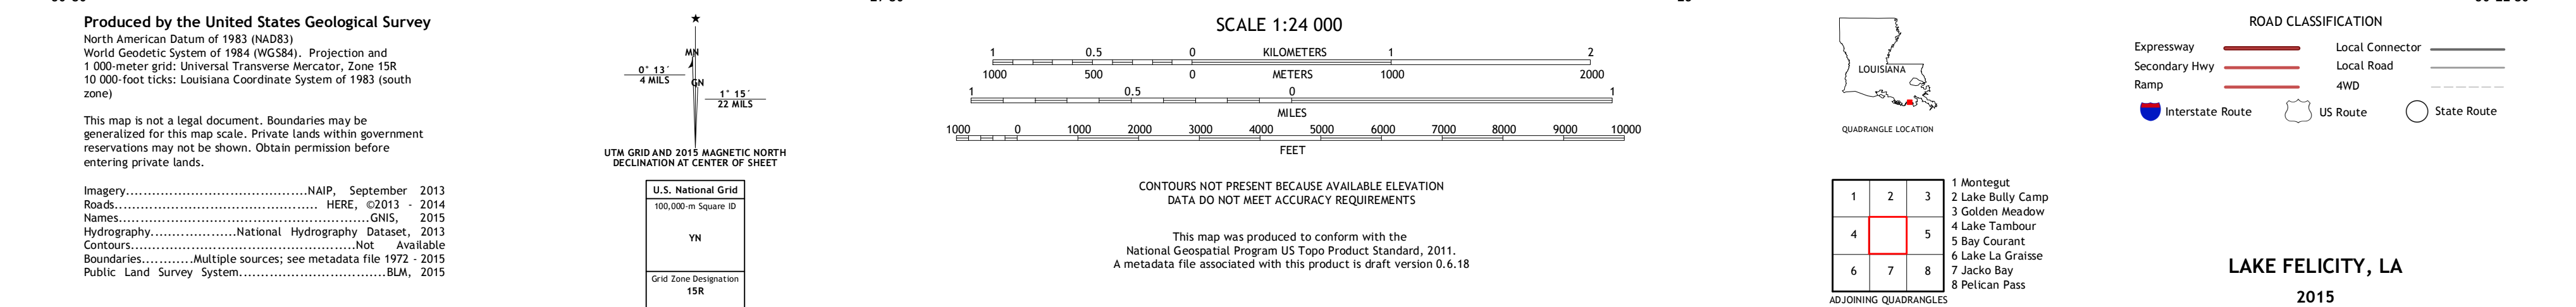 Produced by the United States Geological Survey
North American Datum of 1983 (NAD83)
World Geodetic System of 1984 (WGS84). Projection and
1 000-meter grid: Universal Transverse Mercator, Zone 15R
10 000-foot ticks: Louisiana Coordinate System of 1983 (south
zone)
This map is not a legal document. Boundaries may be
generalized for this map scale. Private lands within government
reservations may not be shown. Obtain permission before
entering private lands.
Imagery..........................................NAIP, September 2013
Roads............................................... HERE, ©2013 - 2014
Names.........................................................GNIS, 2015
Hydrography....................National Hydrography Dataset, 2013
Contours..............................................Not Available
Boundaries............Multiple sources; see metadata file 1972 - 2015
Public Land Survey System..................................BLM, 2015
MN
0° 13´
4 MILS
GN
1° 15´
22 MILS
UTM GRID AND 2015 MAGNETIC NORTH
DECLINATION AT CENTER OF SHEET
U.S. National Grid
100,000-m Square ID
YN
Grid Zone Designation
15R
SCALE 1:24 000
1 0.5 0 KILOMETERS 1 2
1000 500 0 METERS 1000 2000
1 0.5 0 1
MILES
1000 0 1000 2000 3000 4000 5000 6000 7000 8000 9000 10000
FEET
CONTOURS NOT PRESENT BECAUSE AVAILABLE ELEVATION
DATA DO NOT MEET ACCURACY REQUIREMENTS
This map was produced to conform with the
National Geospatial Program US Topo Product Standard, 2011.
A metadata file associated with this product is draft version 0.6.18
LOUISIANA
QUADRANGLE LOCATION
1 2 3
4 5
6 7 8
1 Montegut
2 Lake Bully Camp
3 Golden Meadow
4 Lake Tambour
5 Bay Courant
6 Lake La Graisse
7 Jacko Bay
8 Pelican Pass
ADJOINING QUADRANGLES
ROAD CLASSIFICATION
Expressway Local Connector
Secondary Hwy Local Road
Ramp 4WD
Interstate Route US Route State Route
LAKE FELICITY, LA
2015